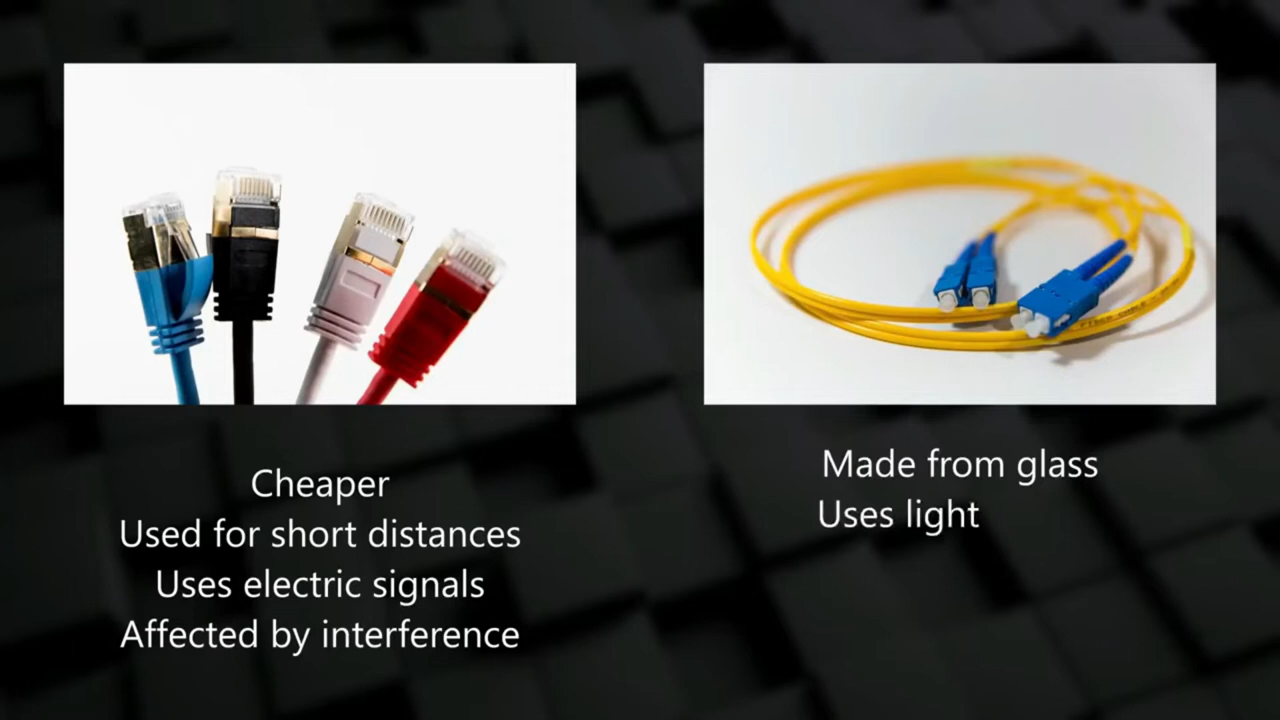 Cheaper
Used for short distances
Uses electric signals
Affected by interference
Made from glass
Uses light